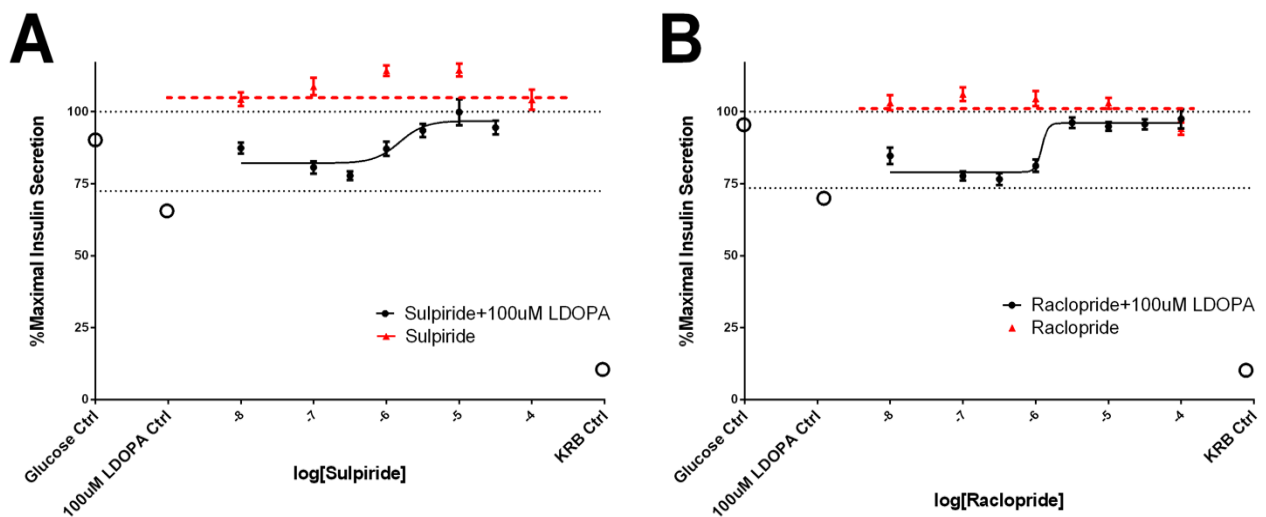 A
%Maximal Insulin Secretion
100
75
50
25
0
Sulpiride+100uM LDOPA
Sulpiride
Glucose Ctrl
100uM LDOPA Ctrl
-8
-7
-6
-5
-4
KRB Ctrl
log[Sulpiride]
B
%Maximal Insulin Secretion
100
75
50
25
0
Raclopride+100uM LDOPA
Raclopride
Glucose Ctrl
100uM LDOPA Ctrl
-8
-7
-6
-5
-4
KRB Ctrl
log[Raclopride]